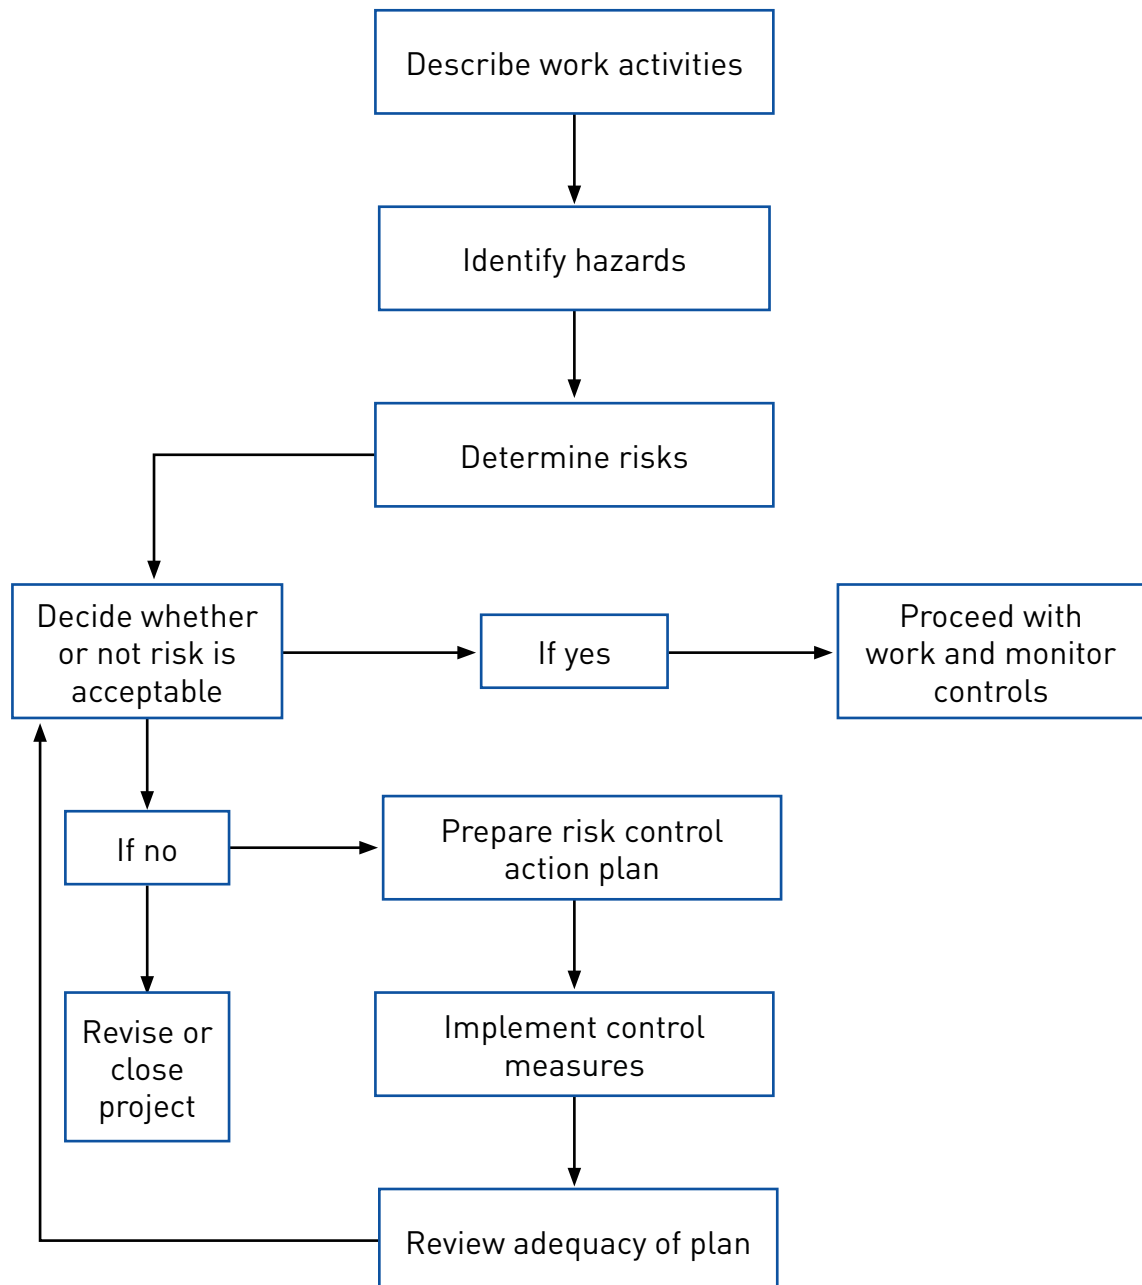 Describe work activities
Identify hazards
Determine risks
Decide whether
or not risk is
acceptable
If yes
Proceed with
work and monitor
controls
If no
Prepare risk control
action plan
Revise or
close
project
Implement control
measures
Review adequacy of plan